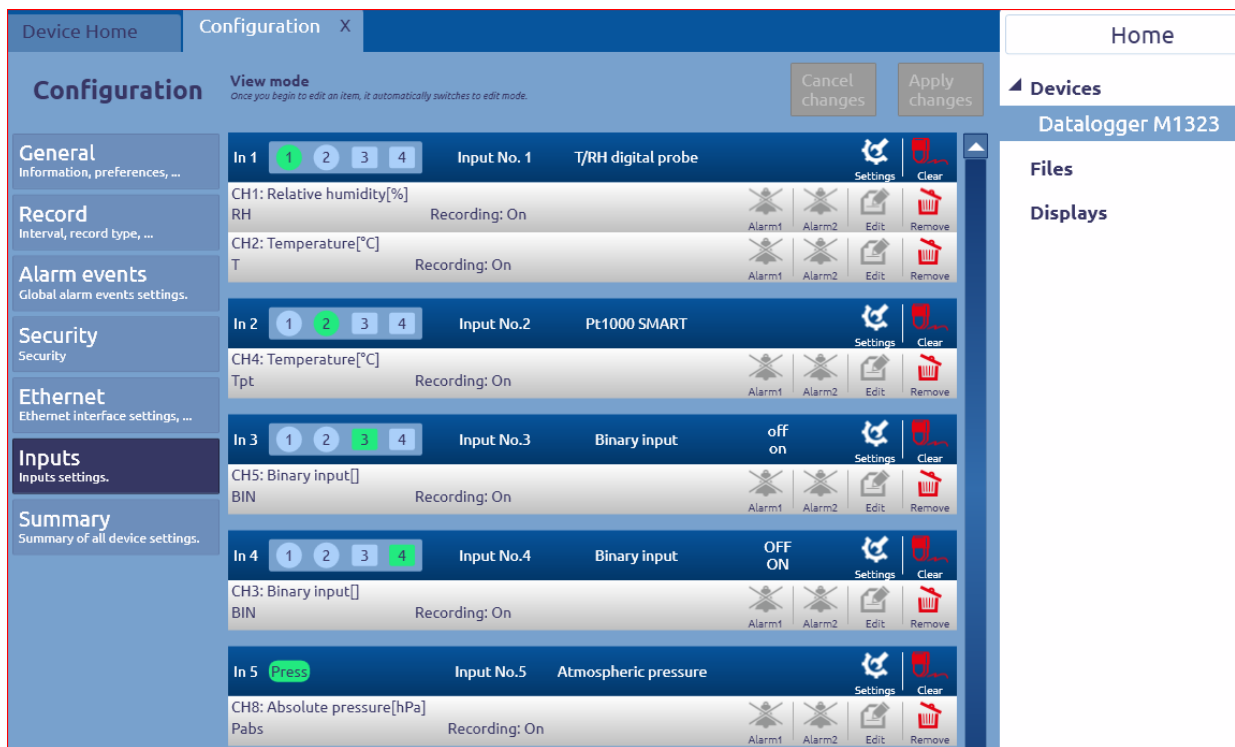 Device Home
Configuration X
Home
Configuration
View mode
Once you begin to edit an item, it automatically switches to edit mode.
Cancel changes
Apply changes
Devices
Datalogger M1323
Files
Displays
General
Information, preferences, ...
Record
Interval, record type, ...
Alarm events
Global alarm events settings.
Security
Security
Ethernet
Ethernet interface settings, ...
Inputs
Inputs settings.
Summary
Summary of all device settings.
In 1 1 2 3 4 Input No. 1 T/RH digital probe Settings Clear
CH1: Relative humidity[%]
RH Recording: On Alarm1 Alarm2 Edit Remove
CH2: Temperature[°C]
T Recording: On Alarm1 Alarm2 Edit Remove
In 2 1 2 3 4 Input No.2 Pt1000 SMART Settings Clear
CH4: Temperature[°C]
Tpt Recording: On Alarm1 Alarm2 Edit Remove
In 3 1 2 3 4 Input No.3 Binary input off on Settings Clear
CH5: Binary input[]
BIN Recording: On Alarm1 Alarm2 Edit Remove
In 4 1 2 3 4 Input No.4 Binary input OFF ON Settings Clear
CH3: Binary input[]
BIN Recording: On Alarm1 Alarm2 Edit Remove
In 5 Press Input No.5 Atmospheric pressure Settings Clear
CH8: Absolute pressure[hPa]
Pabs Recording: On Alarm1 Alarm2 Edit Remove